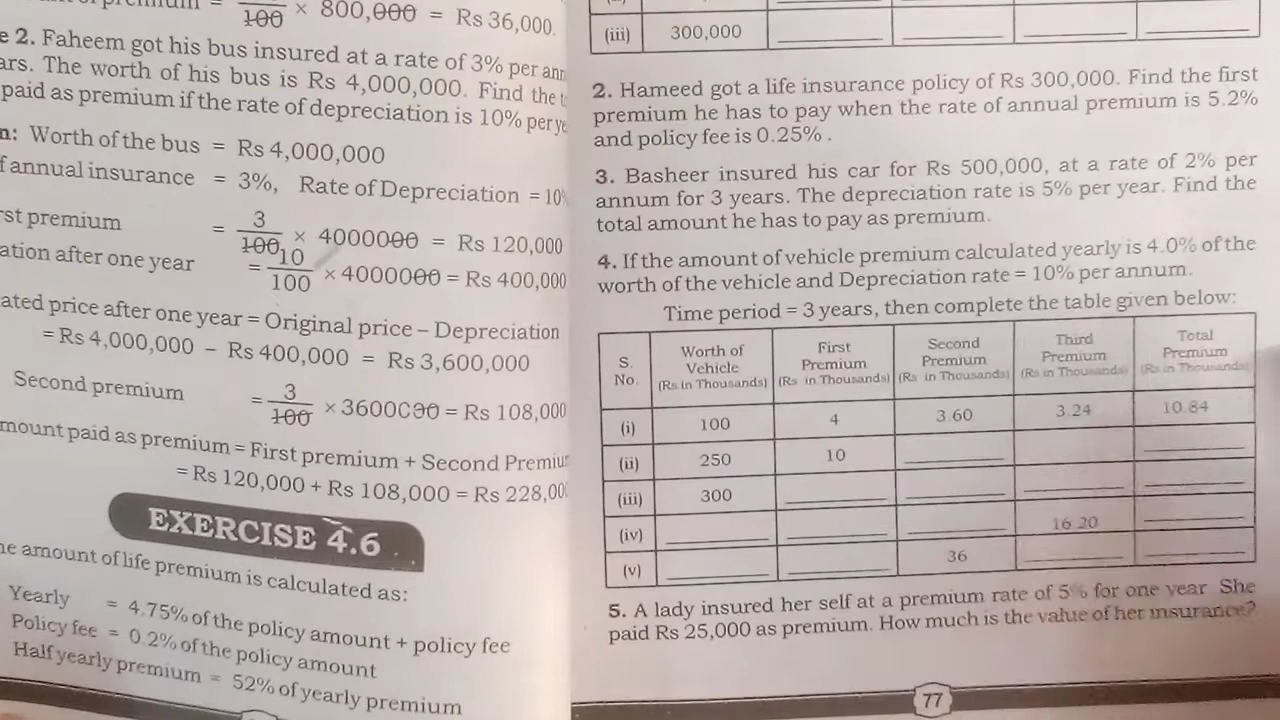 100 × 800,000 = Rs 36,000.
2. Faheem got his bus insured at a rate of 3% per
The worth of his bus is Rs 4,000,000. Find the
paid as premium if the rate of depreciation is 10% per
Worth of the bus = Rs 4,000,000
annual insurance = 3%, Rate of Depreciation = 10%
premium = 3/100 × 4000000 = Rs 120,000
after one year = 10/100 × 4000000 = Rs 400,000
price after one year = Original price – Depreciation
= Rs 4,000,000 – Rs 400,000 = Rs 3,600,000
Second premium = 3/100 × 3600000 = Rs 108,000
paid as premium = First premium + Second
= Rs 120,000 + Rs 108,000 = Rs 228,00
EXERCISE 4.6
amount of life premium is calculated as:
Yearly = 4.75% of the policy amount + policy fee
Policy fee = 0.2% of the policy amount
Half yearly premium = 52% of yearly premium
(iii) 300,000
2. Hameed got a life insurance policy of Rs 300,000. Find the first
premium he has to pay when the rate of annual premium is 5.2%
and policy fee is 0.25% .
3. Basheer insured his car for Rs 500,000, at a rate of 2% per
annum for 3 years. The depreciation rate is 5% per year. Find the
total amount he has to pay as premium.
4. If the amount of vehicle premium calculated yearly is 4.0% of the
worth of the vehicle and Depreciation rate = 10% per annum.
Time period = 3 years, then complete the table given below:
S. No. Worth of Vehicle (Rs in Thousands) First Premium (Rs in Thousands) Second Premium (Rs in Thousands) Third Premium (Rs in Thousands) Total Premium (Rs in Thousands)
(i) 100 4 3.60 3.24 10.84
(ii) 250 10
(iii) 300
(iv) 16.20
(v) 36
5. A lady insured her self at a premium rate of 5% for one year She
paid Rs 25,000 as premium. How much is the value of her insurance?
77